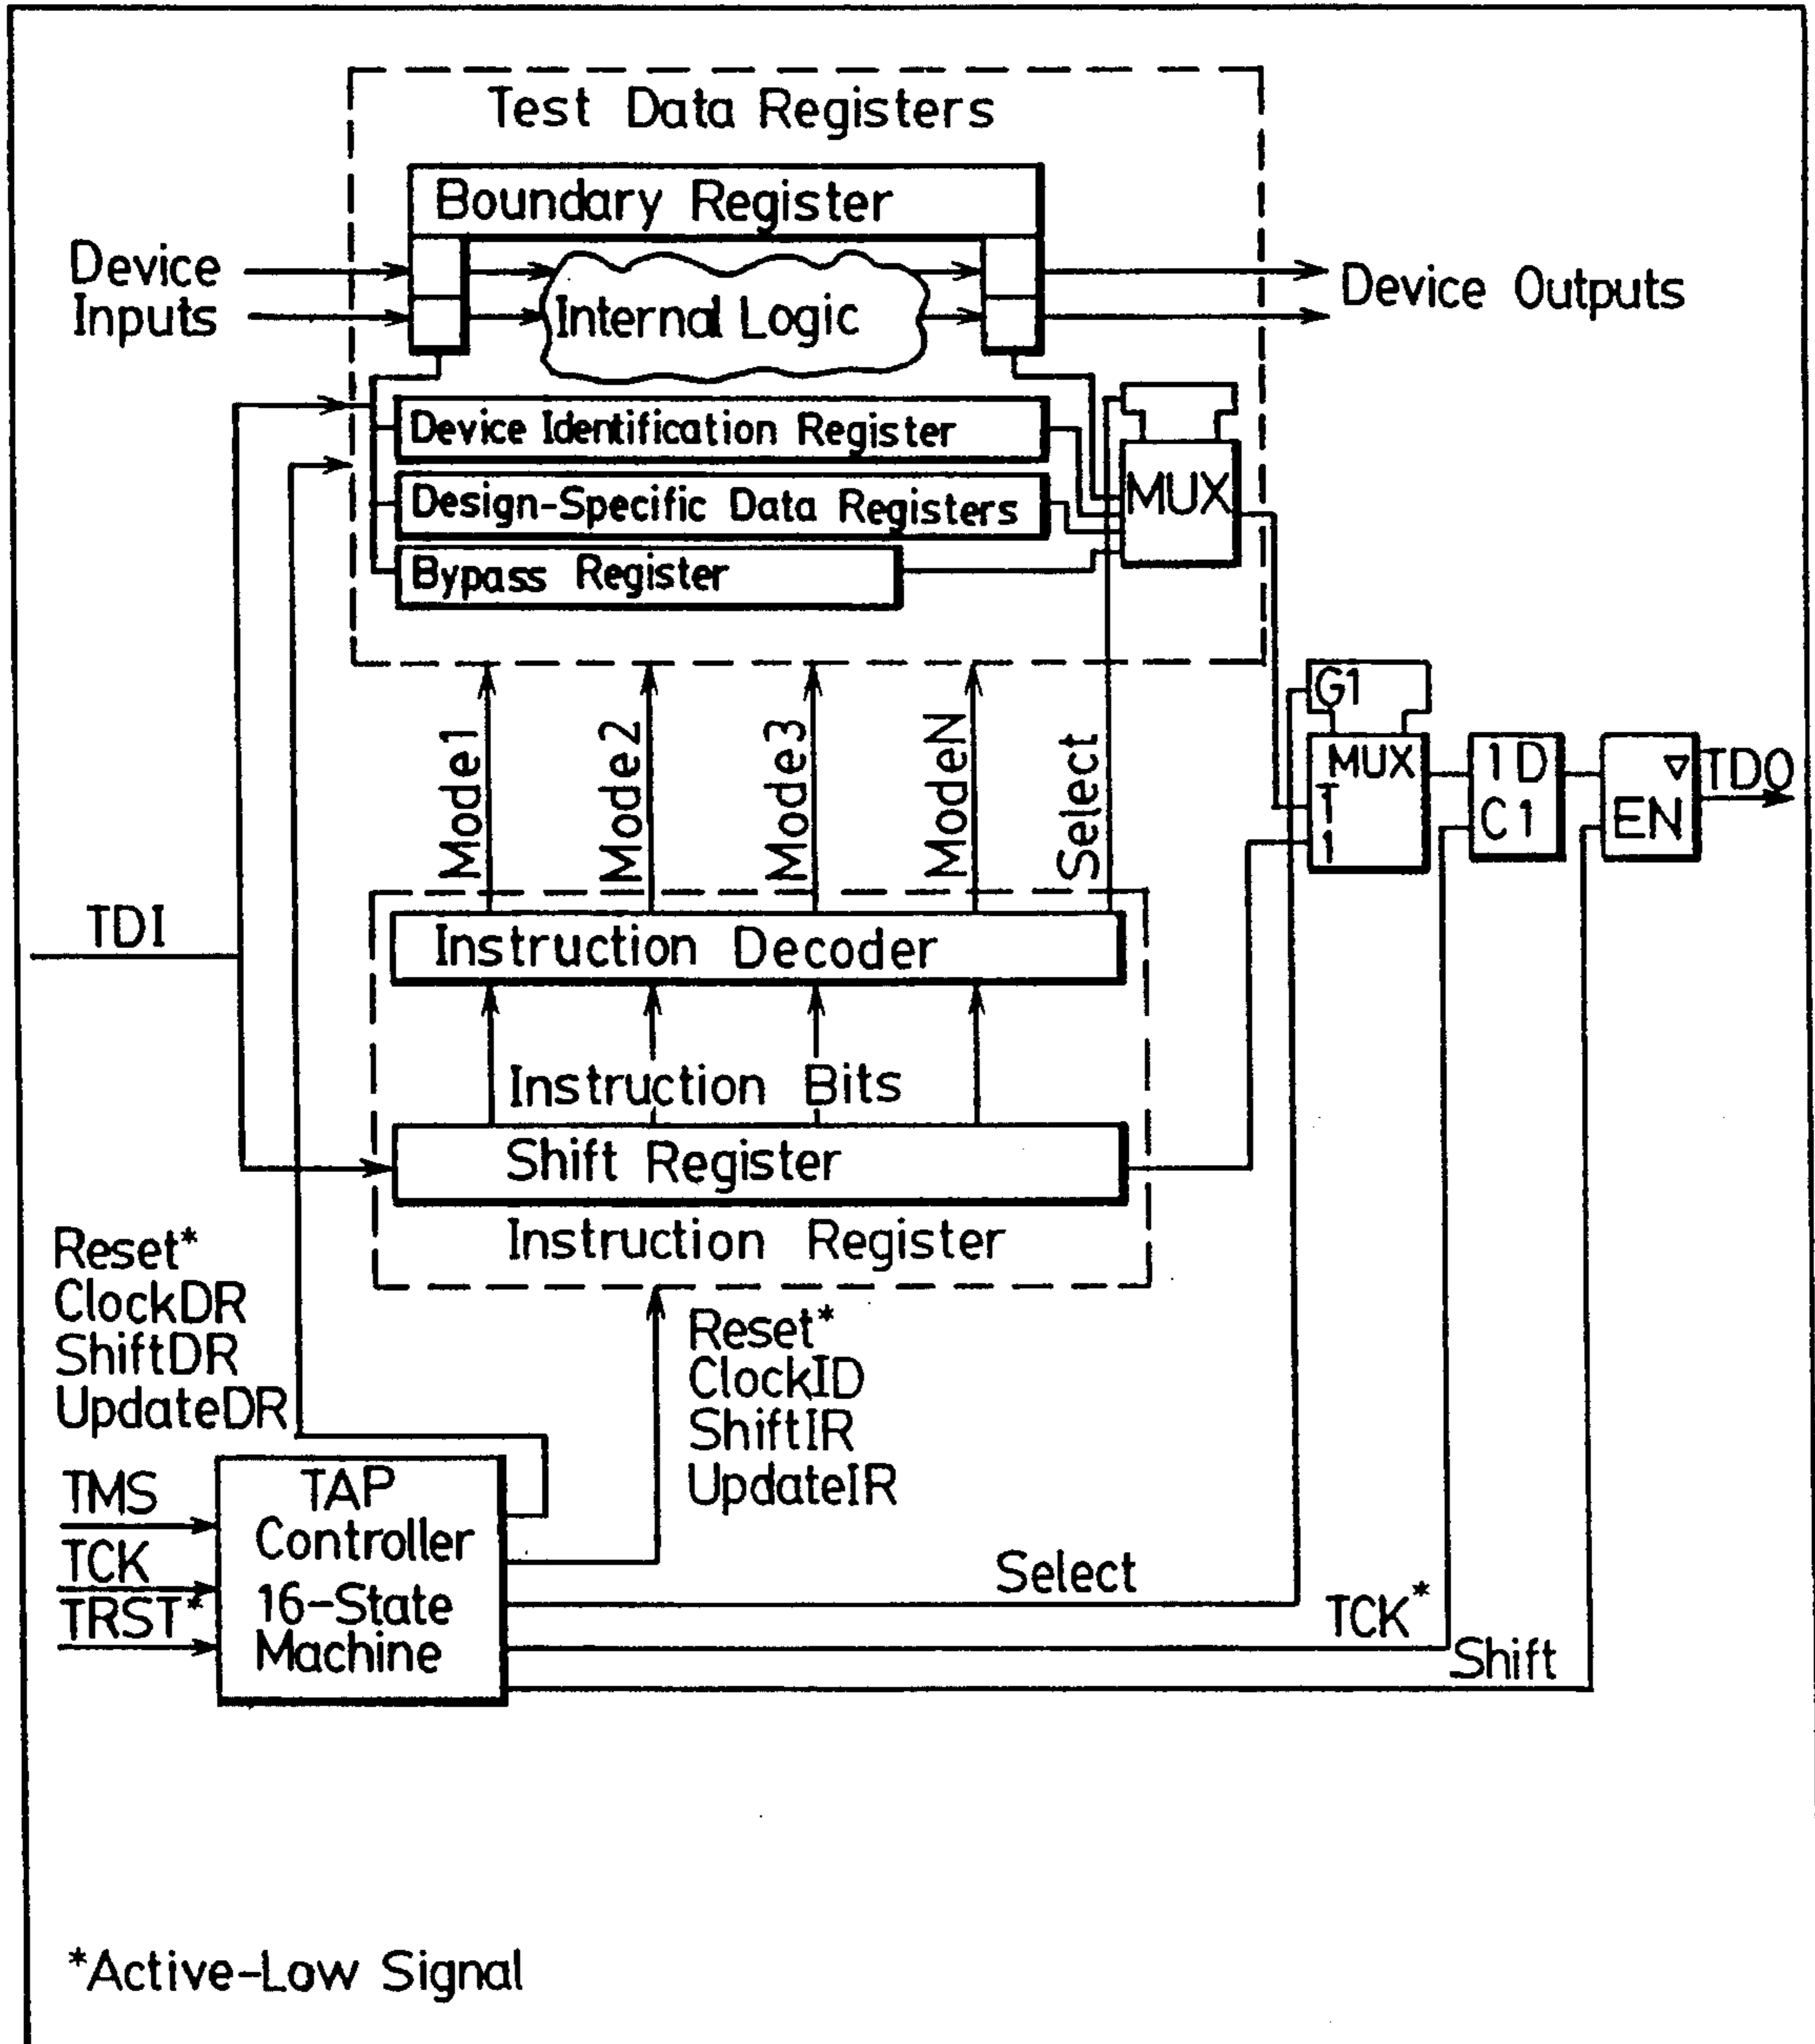 Test Data Registers
Boundary Register
Device
Inputs
Internal Logic
Device Outputs
Device Identification Register
Design-Specific Data Registers
Bypass Register
MUX
Mode1
Mode2
Mode3
ModeN
Select
G1
MUX
1
1
1D
C1
EN
TDO
TDI
Instruction Decoder
Instruction Bits
Shift Register
Instruction Register
Reset*
ClockDR
ShiftDR
UpdateDR
Reset*
ClockID
ShiftIR
UpdateIR
TMS
TCK
TRST*
TAP
Controller
16-State
Machine
Select
TCK*
Shift
*Active-Low Signal